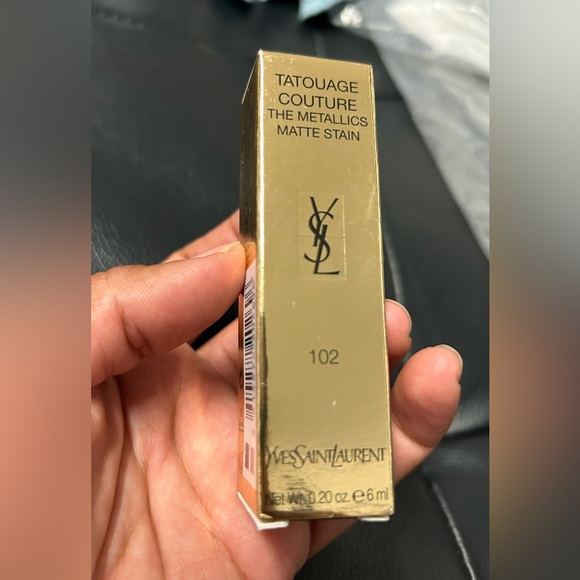 TATOUAGE
COUTURE
THE METALLICS
MATTE STAIN
YSL
102
YVESSAINTLAURENT
Net Wt. 0.20 oz. ℮ 6 ml